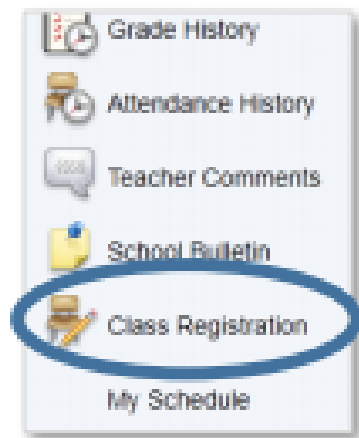 Grade History
Attendance History
Teacher Comments
School Bulletin
Class Registration
My Schedule